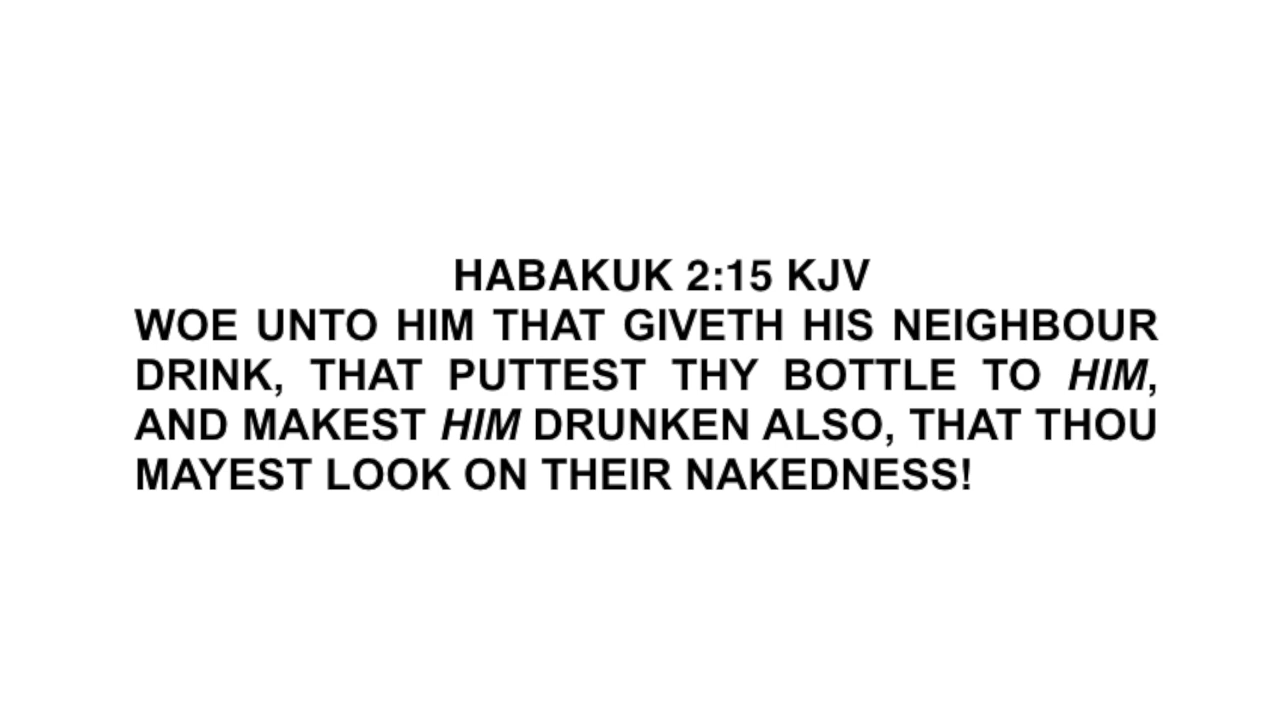 HABAKUK 2:15 KJV
WOE UNTO HIM THAT GIVETH HIS NEIGHBOUR
DRINK, THAT PUTTEST THY BOTTLE TO HIM,
AND MAKEST HIM DRUNKEN ALSO, THAT THOU
MAYEST LOOK ON THEIR NAKEDNESS!